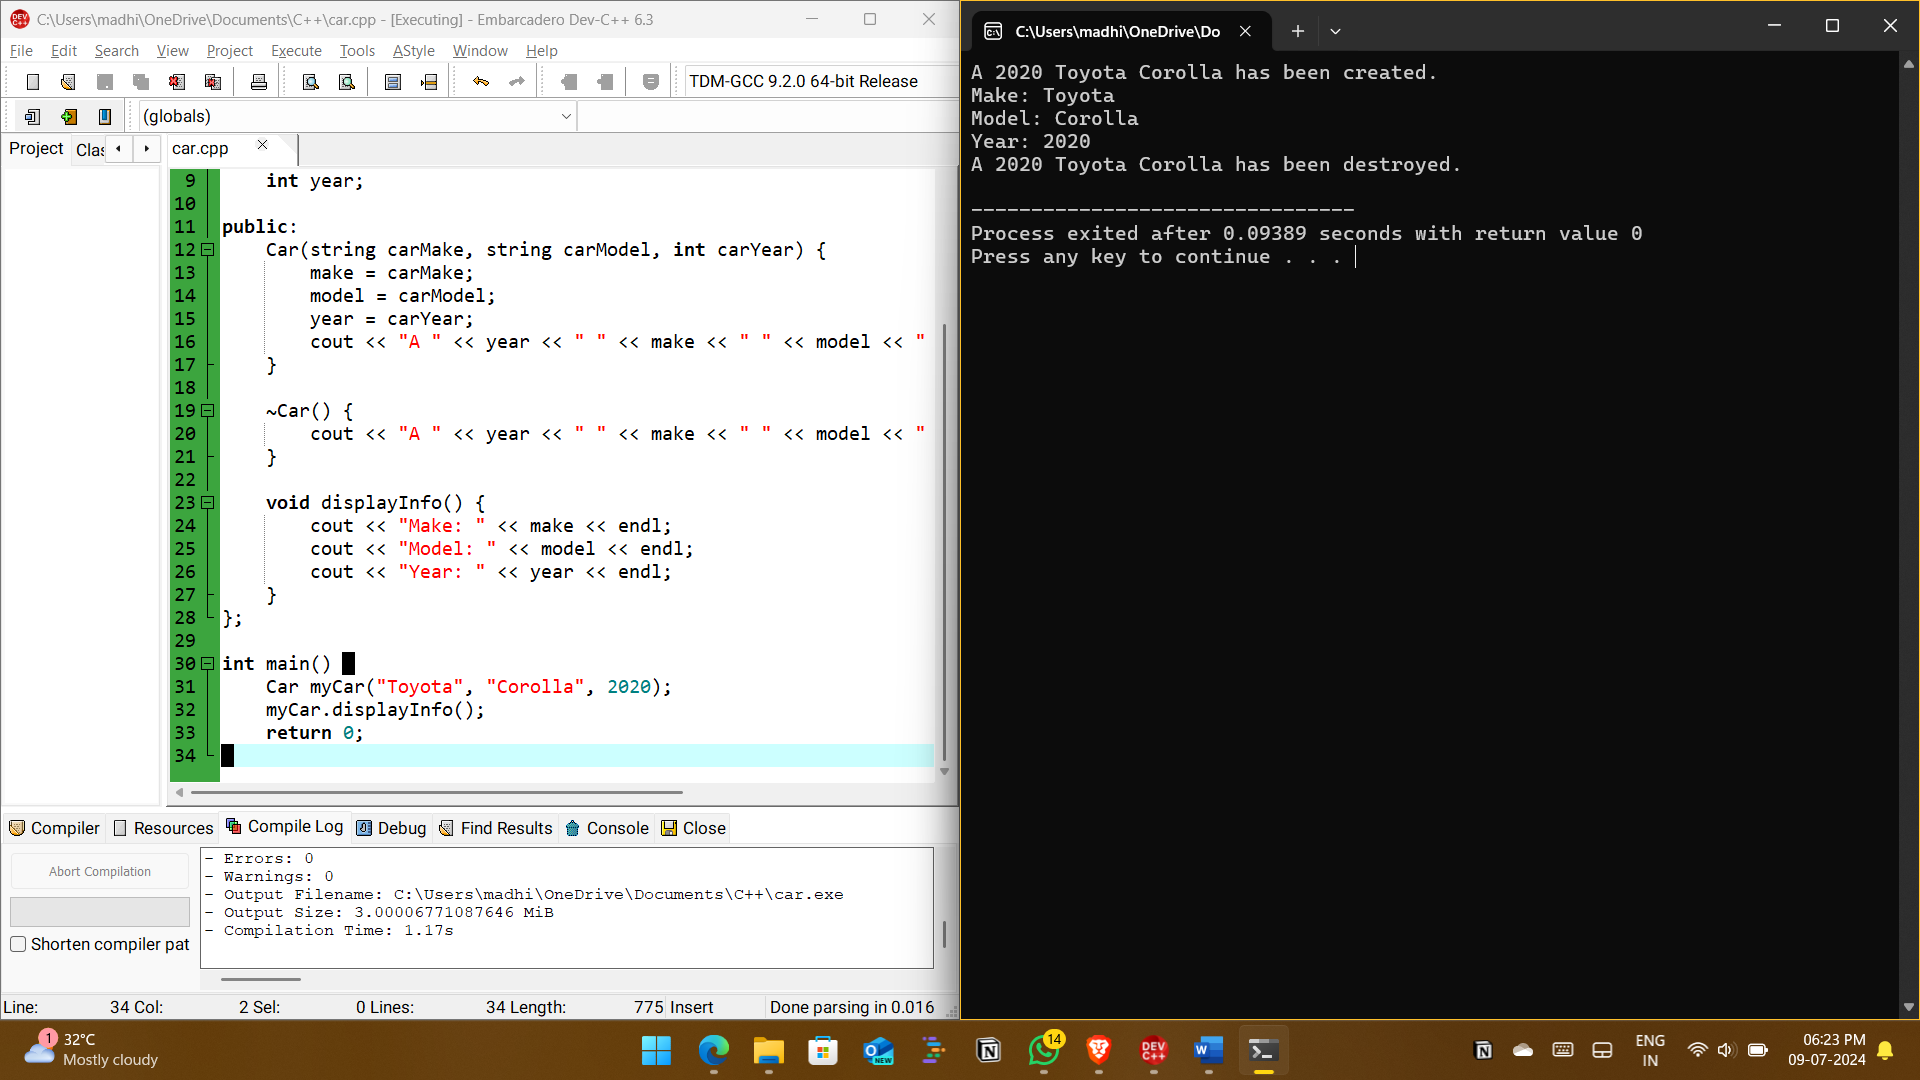 C:\Users\madhi\OneDrive\Documents\C++\car.cpp - [Executing] - Embarcadero Dev-C++ 6.3
File Edit Search View Project Execute Tools AStyle Window Help
TDM-GCC 9.2.0 64-bit Release
(globals)
Project Clas
car.cpp
9 int year;
10
11 public:
12 Car(string carMake, string carModel, int carYear) {
13 make = carMake;
14 model = carModel;
15 year = carYear;
16 cout << "A " << year << " " << make << " " << model << "
17 }
18
19 ~Car() {
20 cout << "A " << year << " " << make << " " << model << "
21 }
22
23 void displayInfo() {
24 cout << "Make: " << make << endl;
25 cout << "Model: " << model << endl;
26 cout << "Year: " << year << endl;
27 }
28 };
29
30 int main()
31 Car myCar("Toyota", "Corolla", 2020);
32 myCar.displayInfo();
33 return 0;
34
Compiler Resources Compile Log Debug Find Results Console Close
Abort Compilation
Shorten compiler pat
- Errors: 0
- Warnings: 0
- Output Filename: C:\Users\madhi\OneDrive\Documents\C++\car.exe
- Output Size: 3.00006771087646 MiB
- Compilation Time: 1.17s
Line: 34 Col: 2 Sel: 0 Lines: 34 Length: 775 Insert Done parsing in 0.016
C:\Users\madhi\OneDrive\Do
A 2020 Toyota Corolla has been created.
Make: Toyota
Model: Corolla
Year: 2020
A 2020 Toyota Corolla has been destroyed.
--------------------------------
Process exited after 0.09389 seconds with return value 0
Press any key to continue . . .
1
32°C
Mostly cloudy
NEW
14
DEV
C++
ENG
IN
06:23 PM
09-07-2024